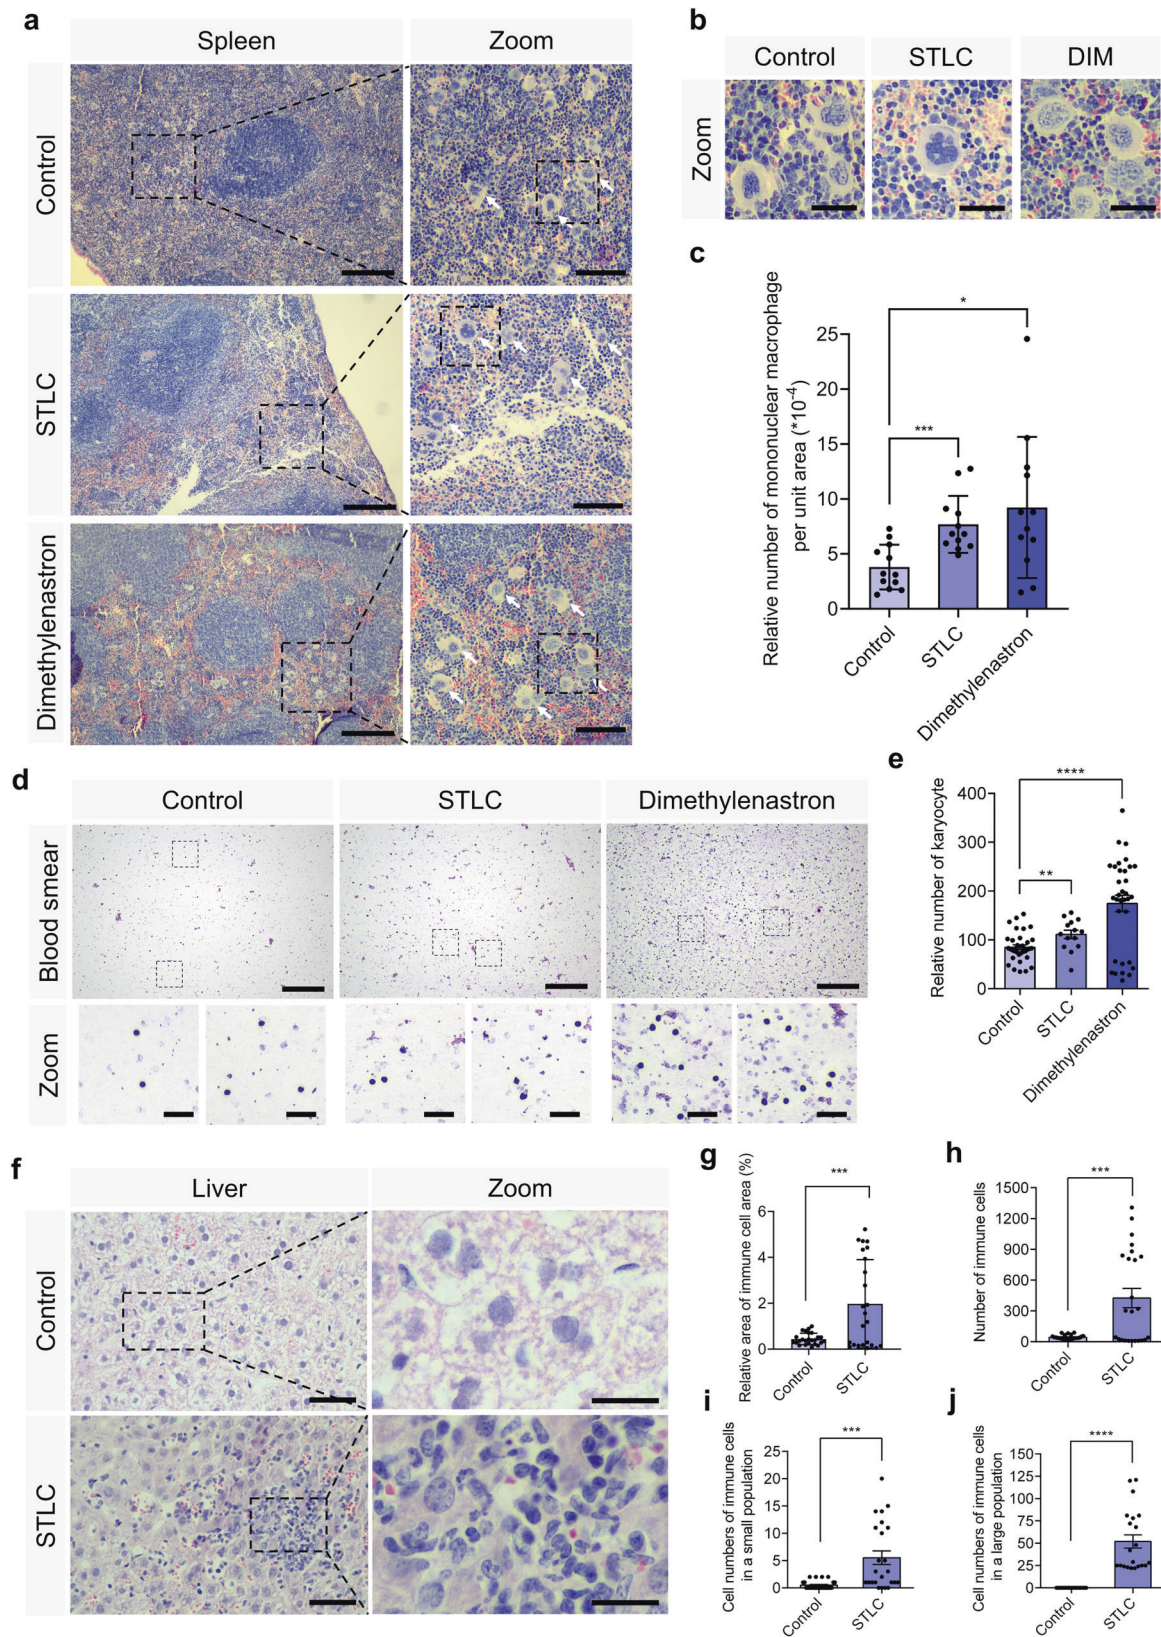 a
Spleen
Zoom
Control
STLC
Dimethylenastron
b
Control
STLC
DIM
Zoom
c
Relative number of mononuclear macrophage
per unit area (*10⁻⁴)
25
20
15
10
5
0
*
***
Control
STLC
Dimethylenastron
d
Control
STLC
Dimethylenastron
Blood smear
Zoom
e
Relative number of karyocyte
400
300
200
100
0
****
**
Control
STLC
Dimethylenastron
f
Liver
Zoom
Control
STLC
g
Relative area of immune cell area (%)
6
4
2
0
***
Control
STLC
h
Number of immune cells
1500
1200
900
600
300
0
***
Control
STLC
i
Cell numbers of immune cells
in a small population
25
20
15
10
5
0
***
Control
STLC
j
Cell numbers of immune cells
in a large population
150
125
100
75
50
25
0
****
Control
STLC